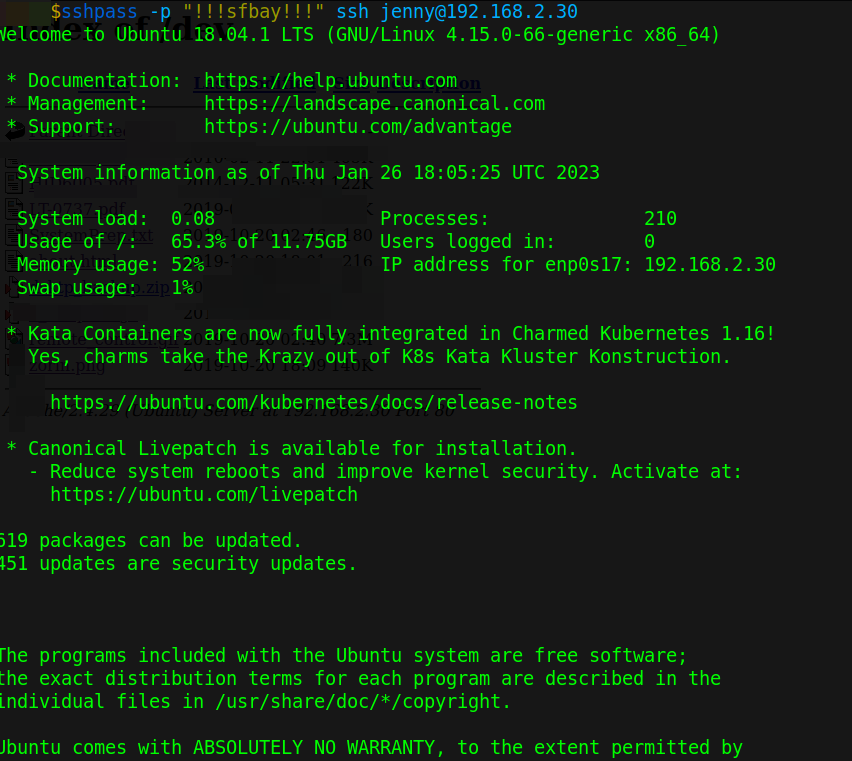 $sshpass -p "!!!sfbay!!!" ssh jenny@192.168.2.30
Welcome to Ubuntu 18.04.1 LTS (GNU/Linux 4.15.0-66-generic x86_64)
* Documentation: https://help.ubuntu.com
* Management: https://landscape.canonical.com
* Support: https://ubuntu.com/advantage
System information as of Thu Jan 26 18:05:25 UTC 2023
System load: 0.08 Processes: 210
Usage of /: 65.3% of 11.75GB Users logged in: 0
Memory usage: 52% IP address for enp0s17: 192.168.2.30
Swap usage: 1%
* Kata Containers are now fully integrated in Charmed Kubernetes 1.16!
Yes, charms take the Krazy out of K8s Kata Kluster Konstruction.
https://ubuntu.com/kubernetes/docs/release-notes
* Canonical Livepatch is available for installation.
- Reduce system reboots and improve kernel security. Activate at:
https://ubuntu.com/livepatch
519 packages can be updated.
451 updates are security updates.
The programs included with the Ubuntu system are free software;
the exact distribution terms for each program are described in the
individual files in /usr/share/doc/*/copyright.
Ubuntu comes with ABSOLUTELY NO WARRANTY, to the extent permitted by